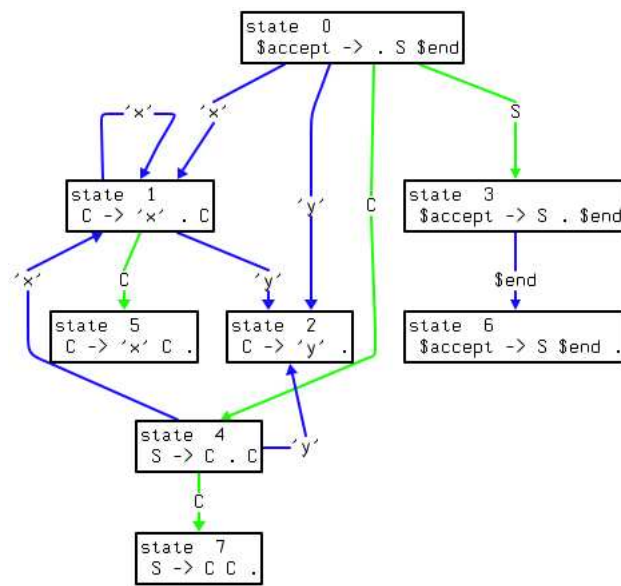 state 0
$accept -> . S $end
'x'
'x'
S
'y'
C
state 1
C -> 'x' . C
state 3
$accept -> S . $end
'x'
C
'y'
$end
state 5
C -> 'x' C .
state 2
C -> 'y' .
state 6
$accept -> S $end .
state 4
S -> C . C
'y'
C
state 7
S -> C C .